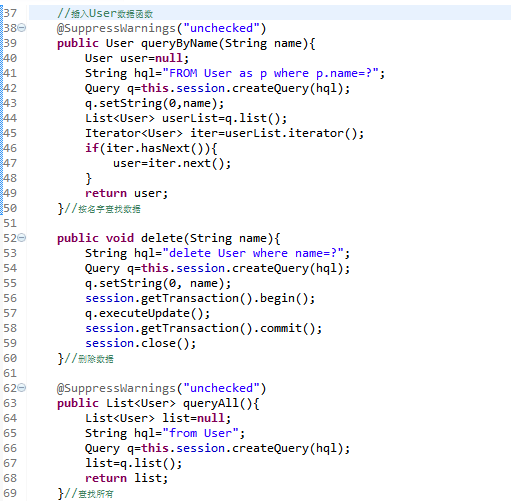 37 //插入User数据函数
38 @SuppressWarnings("unchecked")
39 public User queryByName(String name){
40 User user=null;
41 String hql="FROM User as p where p.name=?";
42 Query q=this.session.createQuery(hql);
43 q.setString(0,name);
44 List<User> userList=q.list();
45 Iterator<User> iter=userList.iterator();
46 if(iter.hasNext()){
47 user=iter.next();
48 }
49 return user;
50 }//按名字查找数据
51
52 public void delete(String name){
53 String hql="delete User where name=?";
54 Query q=this.session.createQuery(hql);
55 q.setString(0, name);
56 session.getTransaction().begin();
57 q.executeUpdate();
58 session.getTransaction().commit();
59 session.close();
60 }//删除数据
61
62 @SuppressWarnings("unchecked")
63 public List<User> queryAll(){
64 List<User> list=null;
65 String hql="from User";
66 Query q=this.session.createQuery(hql);
67 list=q.list();
68 return list;
69 }//查找所有